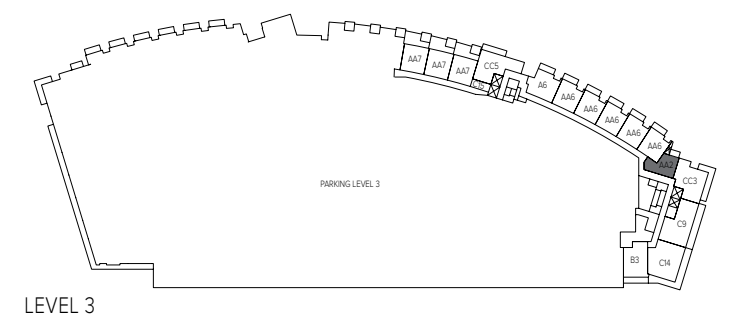 AA7
AA7
AA7
CC5
C15
A6
AA6
AA6
AA6
AA6
AA6
AA2
CC3
C9
C14
B3
PARKING LEVEL 3
LEVEL 3